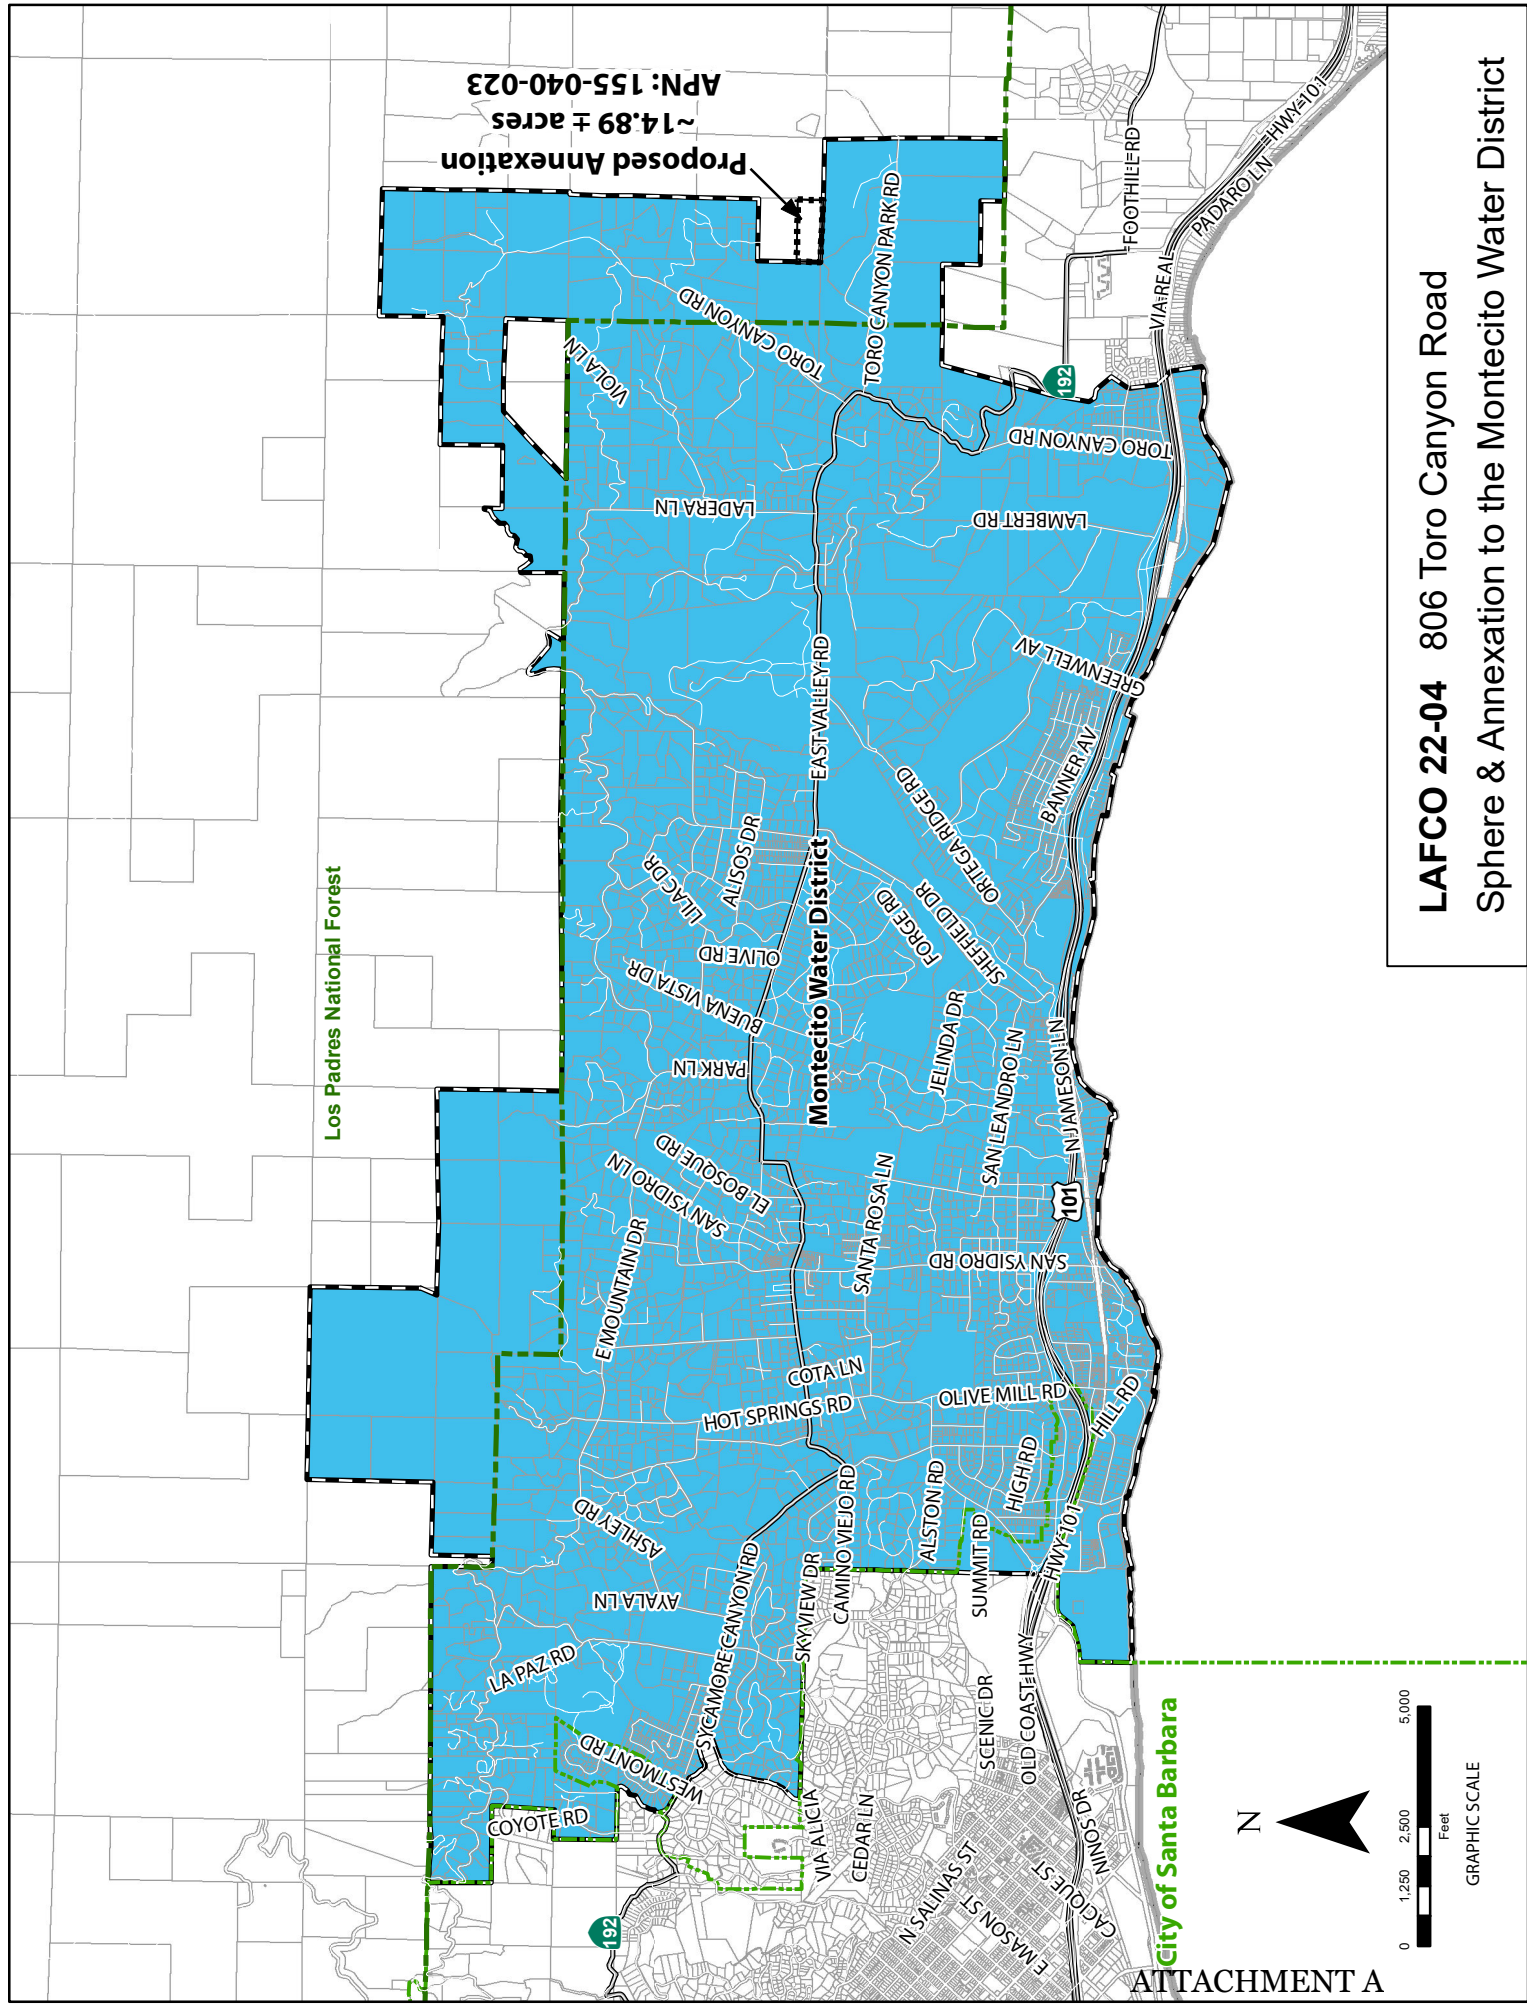 Los Padres National Forest
Proposed Annexation
~14.89 ± acres
APN: 155-040-023
Montecito Water District
City of Santa Barbara
COYOTE RD
LA PAZ RD
WESTMONT RD
AYALA LN
ASHLEY RD
SYCAMORE CANYON RD
SKYVIEW DR
CAMINO VIEJO RD
VIA ALICIA
CEDAR LN
N SALINAS ST
E MASON ST
CACIQUE ST
NINOS DR
OLD COAST HWY
SCENIC DR
SUMMIT RD
ALSTON RD
HIGH RD
HWY 101
HILL RD
OLIVE MILL RD
HOT SPRINGS RD
COTA LN
E MOUNTAIN DR
SAN YSIDRO LN
EL BOSQUE RD
SANTA ROSA LN
SAN YSIDRO RD
101
N JAMESON LN
SAN LEANDRO LN
JELINDA DR
PARK LN
BUENA VISTA DR
OLIVE RD
LILAC DR
ALISOS DR
FORGE RD
SHEFFIELD DR
ORTEGA RIDGE RD
EAST VALLEY RD
BANNER AV
GREENWELL AV
LADERA LN
LAMBERT RD
VIOLA LN
TORO CANYON RD
TORO CANYON PARK RD
TORO CANYON RD
192
192
FOOTHILL RD
VIA REAL
PADARO LN
HWY 101
N
0 1,250 2,500 5,000
Feet
GRAPHIC SCALE
LAFCO 22-04 806 Toro Canyon Road
Sphere & Annexation to the Montecito Water District
ATTACHMENT A